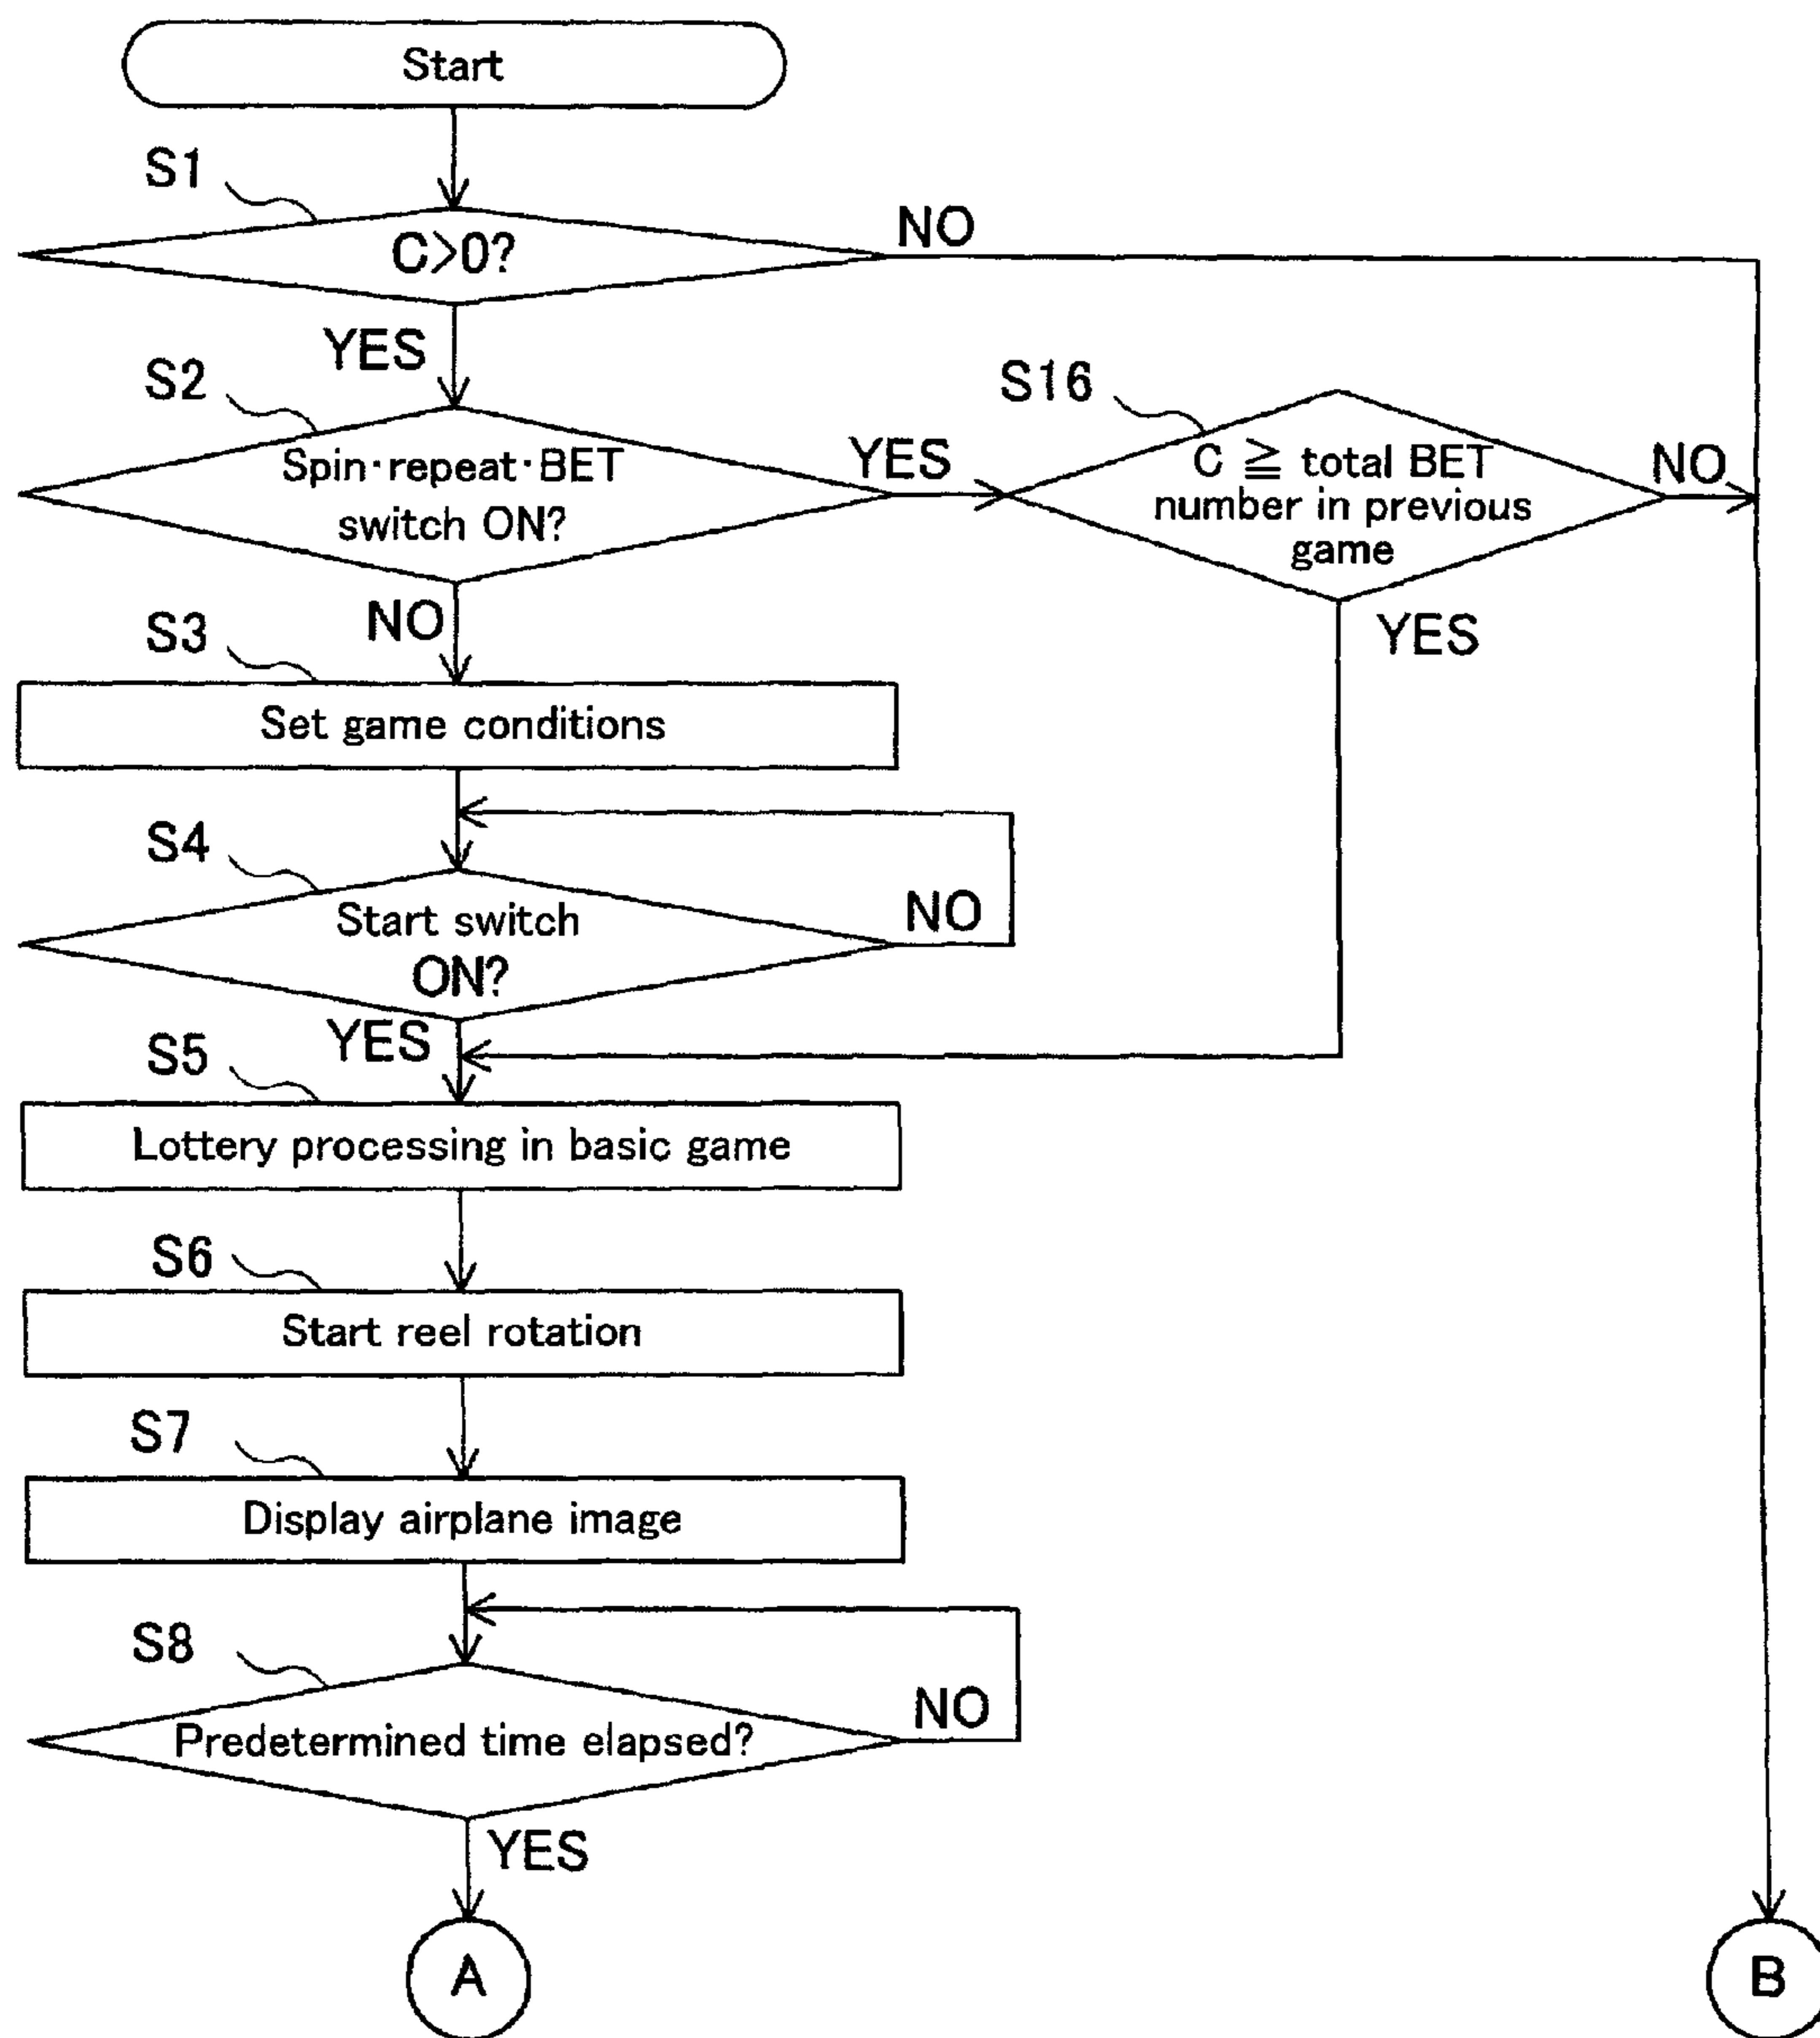 Start
S1
C>0?
NO
YES
S2
Spin·repeat·BET
switch ON?
YES
S16
C ≧ total BET
number in previous
game
NO
YES
NO
S3
Set game conditions
S4
Start switch
ON?
NO
YES
S5
Lottery processing in basic game
S6
Start reel rotation
S7
Display airplane image
S8
Predetermined time elapsed?
NO
YES
A
B